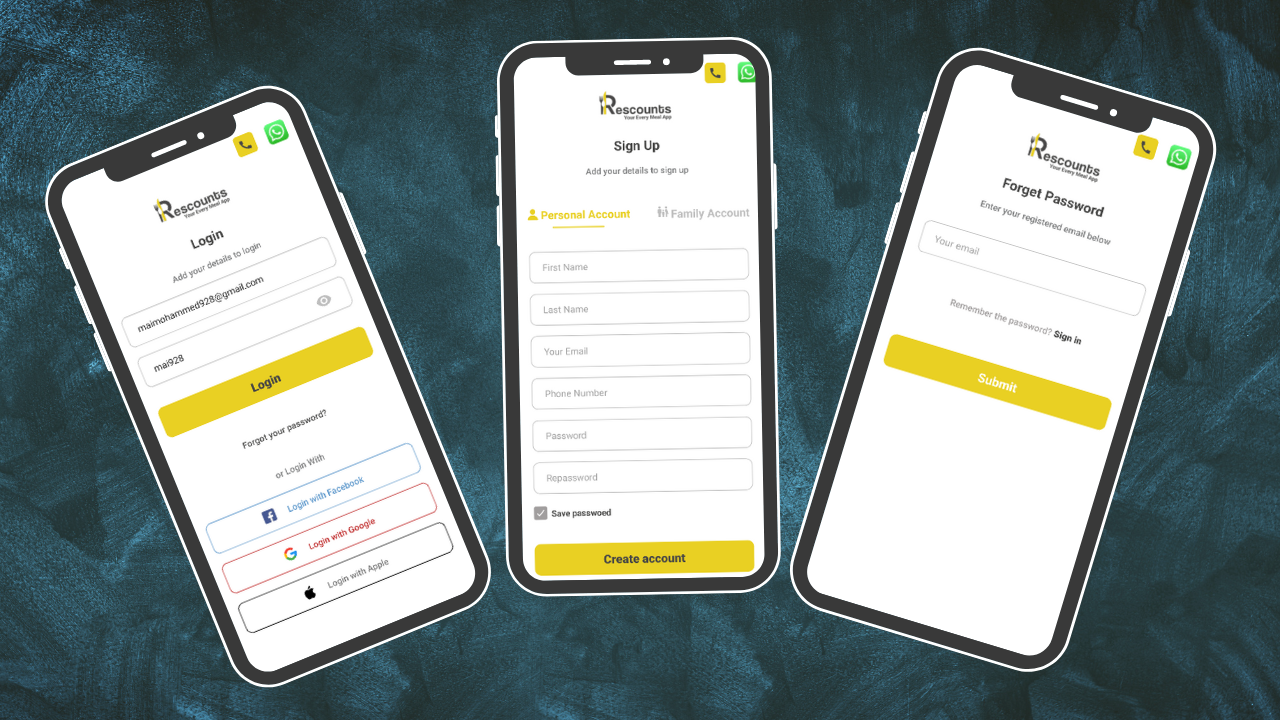 Rescounts
Your Every Meal App
Login
Add your details to login
maimohammed928@gmail.com
mai928
Login
Forgot your password?
or Login With
Login with Facebook
Login with Google
Login with Apple
Rescounts
Your Every Meal App
Sign Up
Add your details to sign up
Personal Account
Family Account
First Name
Last Name
Your Email
Phone Number
Password
Repassword
Save passwoed
Create account
Rescounts
Your Every Meal App
Forget Password
Enter your registered email below
Your email
Remember the password? Sign in
Submit